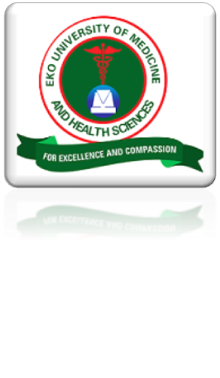 EKO UNIVERSITY OF MEDICINE
AND HEALTH SCIENCES
FOR EXCELLENCE AND COMPASSION